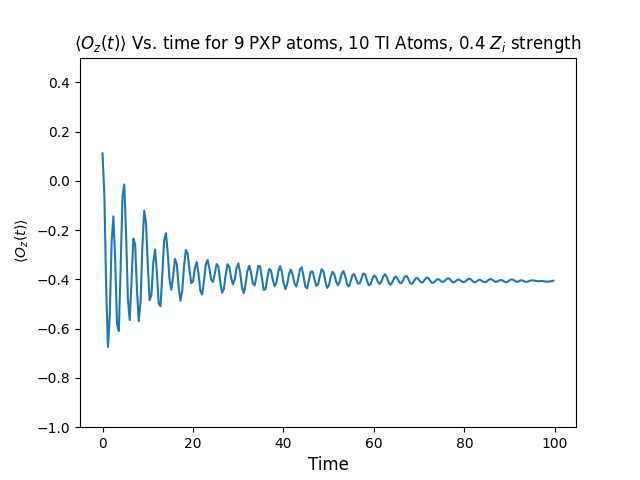 ⟨O_z(t)⟩ Vs. time for 9 PXP atoms, 10 TI Atoms, 0.4 Z_i strength
0.4
0.2
0.0
−0.2
−0.4
−0.6
−0.8
−1.0
⟨O_z(t)⟩
0 20 40 60 80 100
Time